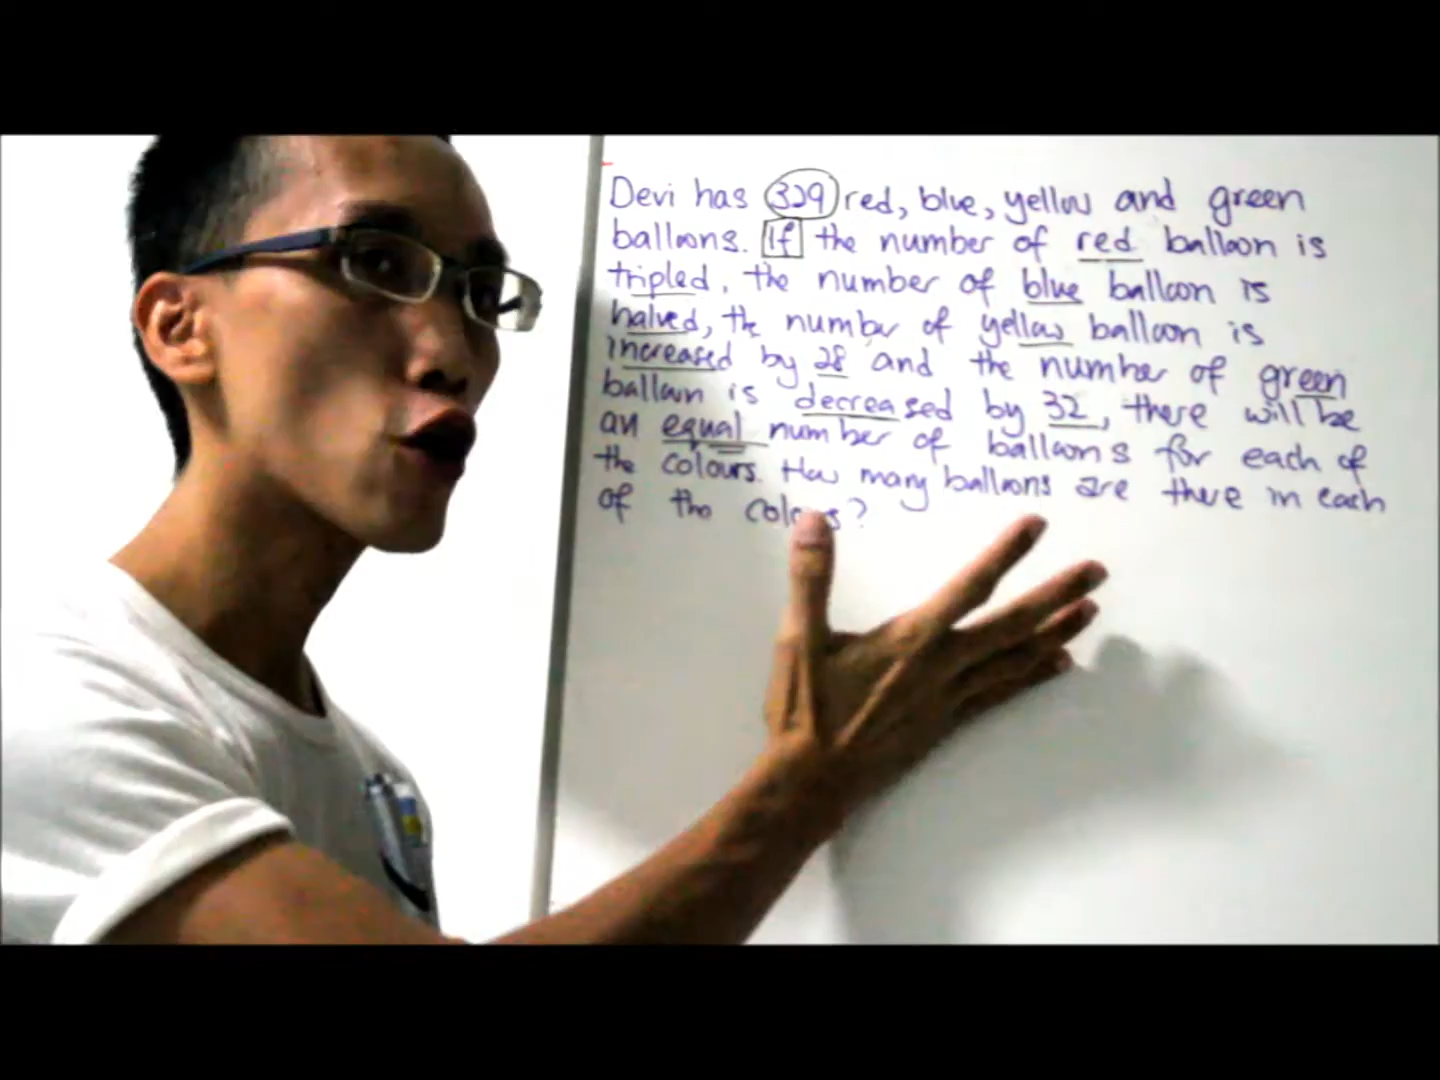 Devi has 329 red, blue, yellow and green
balloons. If the number of red balloon is
tripled, the number of blue balloon is
halved, the number of yellow balloon is
increased by 28 and the number of green
balloon is decreased by 32, there will be
an equal number of balloons for each of
the colours. How many balloons are there in each
of the colours?